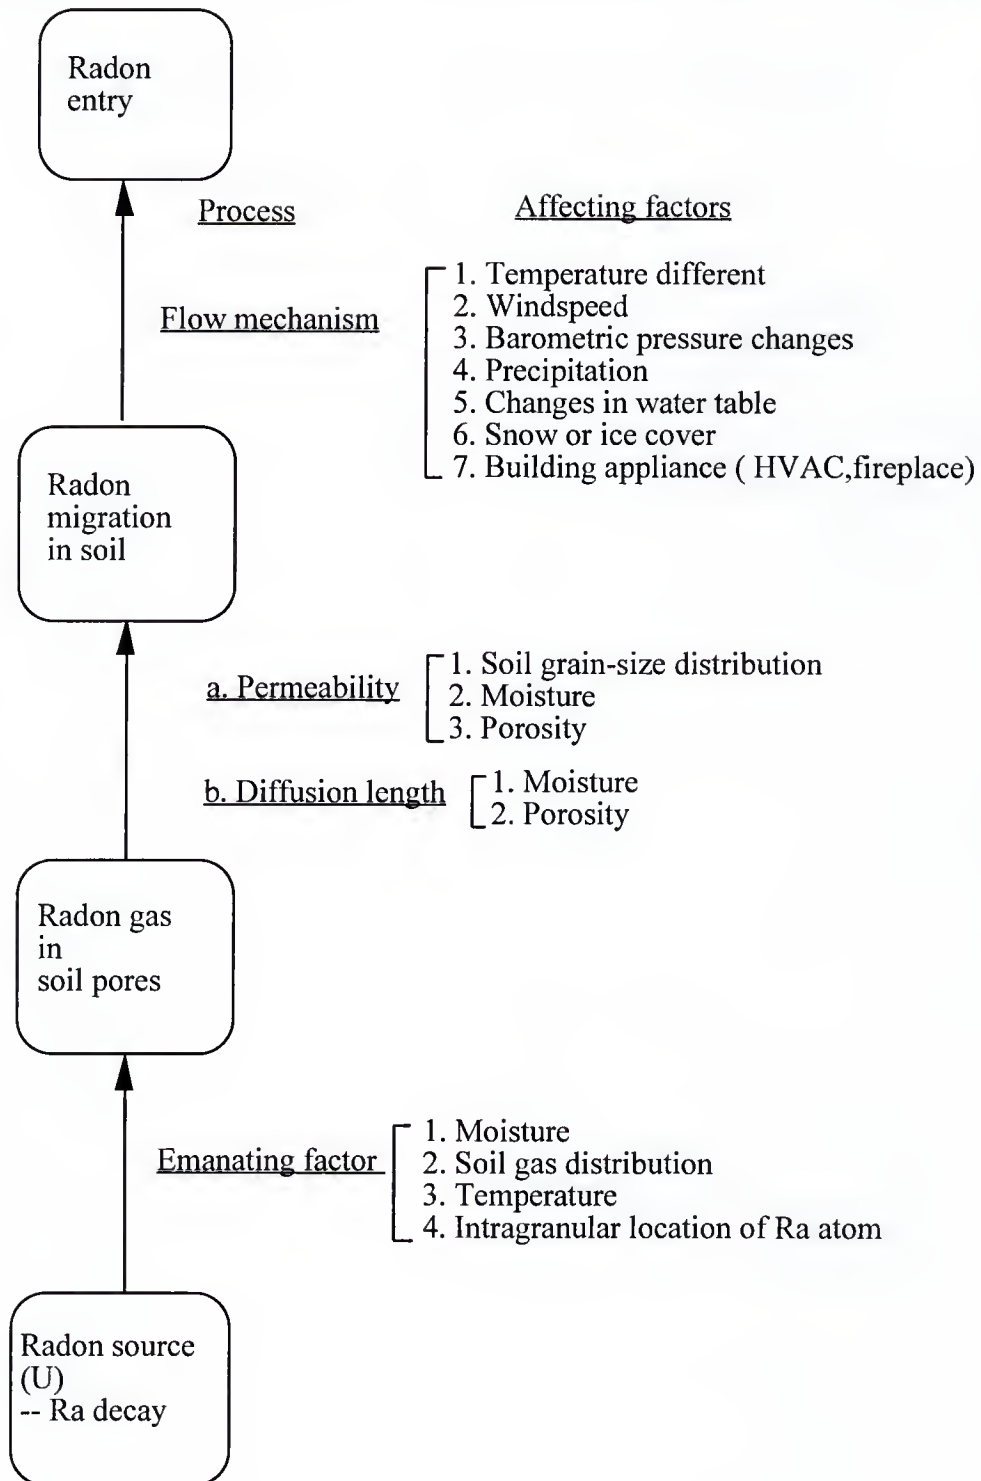 Radon
entry
Process
Affecting factors
Flow mechanism
1. Temperature different
2. Windspeed
3. Barometric pressure changes
4. Precipitation
5. Changes in water table
6. Snow or ice cover
7. Building appliance ( HVAC,fireplace)
Radon
migration
in soil
a. Permeability
1. Soil grain-size distribution
2. Moisture
3. Porosity
b. Diffusion length
1. Moisture
2. Porosity
Radon gas
in
soil pores
Emanating factor
1. Moisture
2. Soil gas distribution
3. Temperature
4. Intragranular location of Ra atom
Radon source
(U)
-- Ra decay